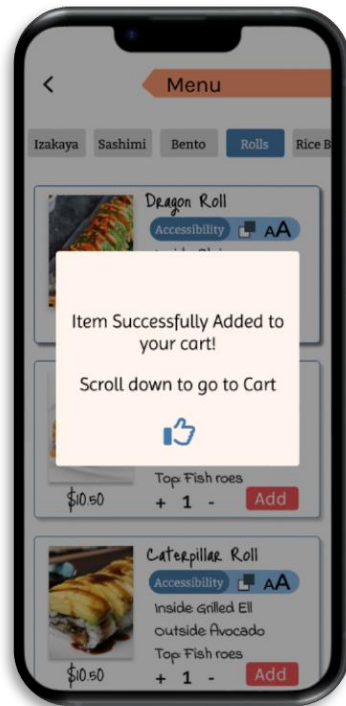 Menu
Izakaya Sashimi Bento Rolls Rice B
Dragon Roll
Accessibility AA
Item Successfully Added to
your cart!
Scroll down to go to Cart
Top: Fish roes
$10.50 + 1 - Add
Caterpillar Roll
Accessibility AA
Inside: Grilled Ell
Outside: Avocado
Top: Fish roes
$10.50 + 1 - Add